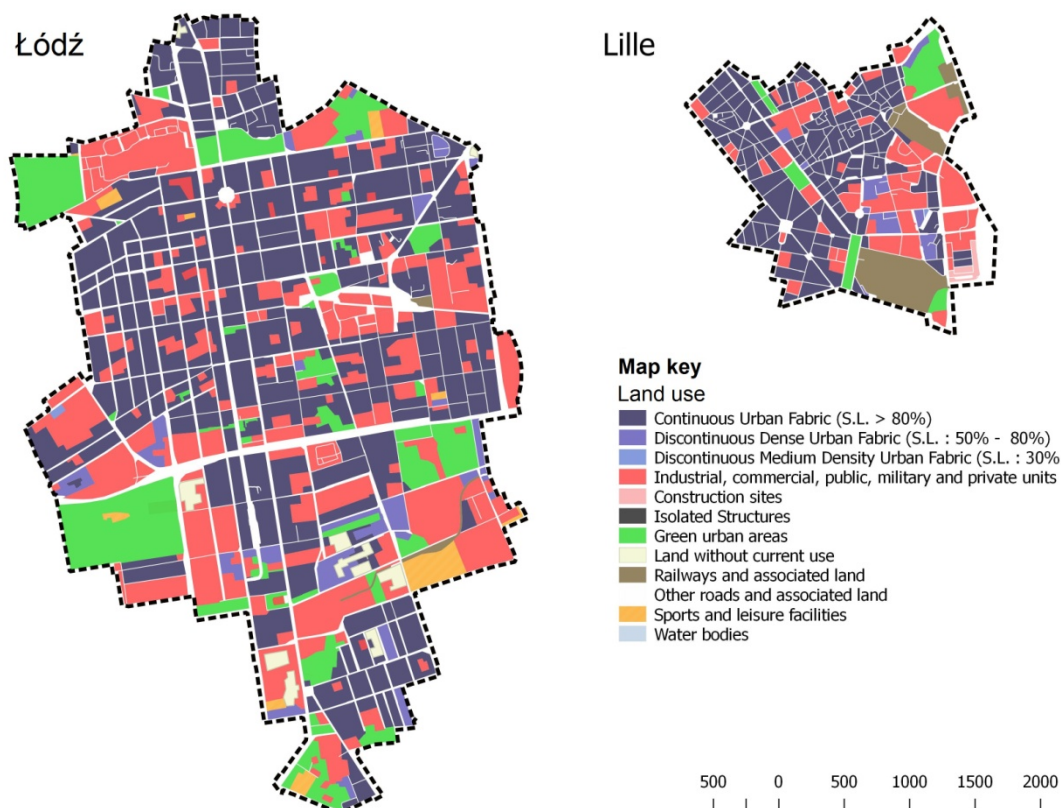 Łódź
Lille
Map key
Land use
Continuous Urban Fabric (S.L. > 80%)
Discontinuous Dense Urban Fabric (S.L. : 50% - 80%)
Discontinuous Medium Density Urban Fabric (S.L. : 30%
Industrial, commercial, public, military and private units
Construction sites
Isolated Structures
Green urban areas
Land without current use
Railways and associated land
Other roads and associated land
Sports and leisure facilities
Water bodies
500 0 500 1000 1500 2000